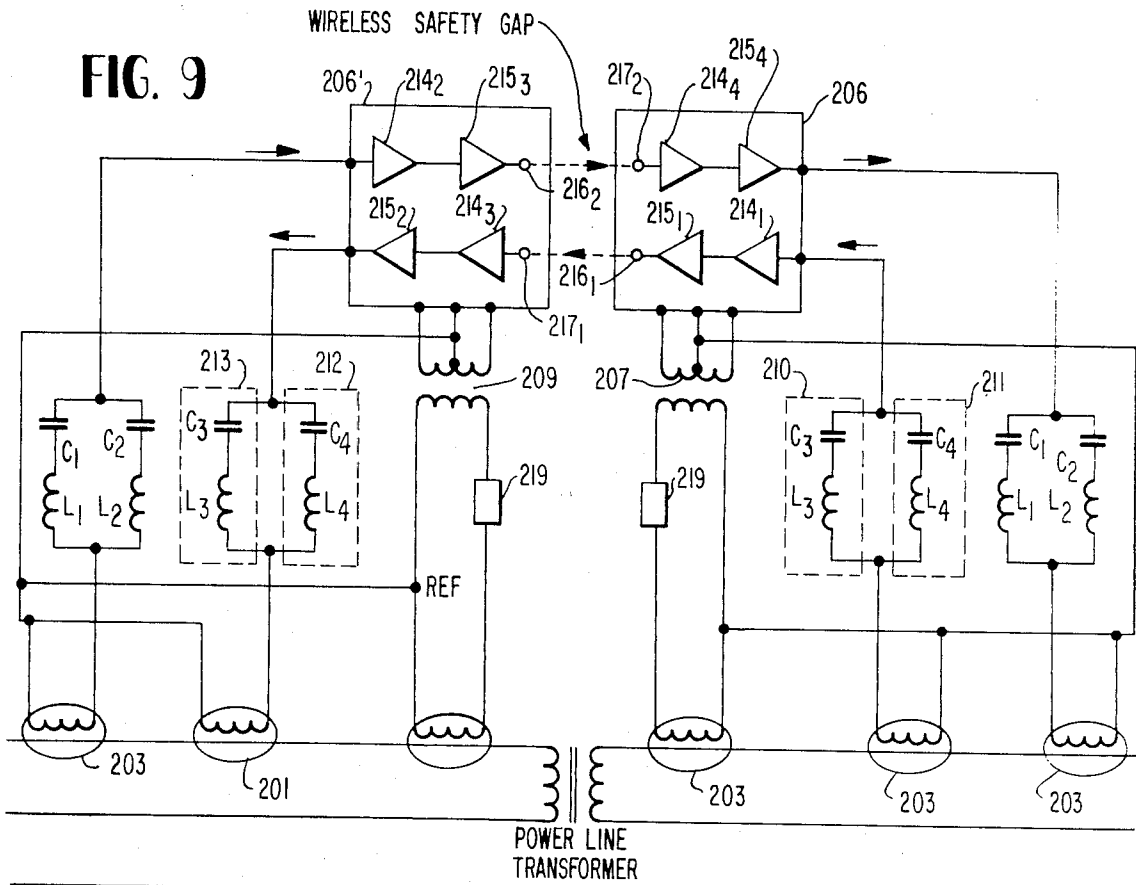 WIRELESS SAFETY GAP
FIG. 9
206'
214₂
215₃
217₂
214₄
215₄
206
216₂
215₂
214₃
215₁
214₁
216₁
217₁
213
212
209
207
210
211
C₁
C₂
C₃
C₄
C₃
C₄
C₁
C₂
219
219
L₁
L₂
L₃
L₄
L₃
L₄
L₁
L₂
REF
203
201
203
203
203
POWER LINE
TRANSFORMER